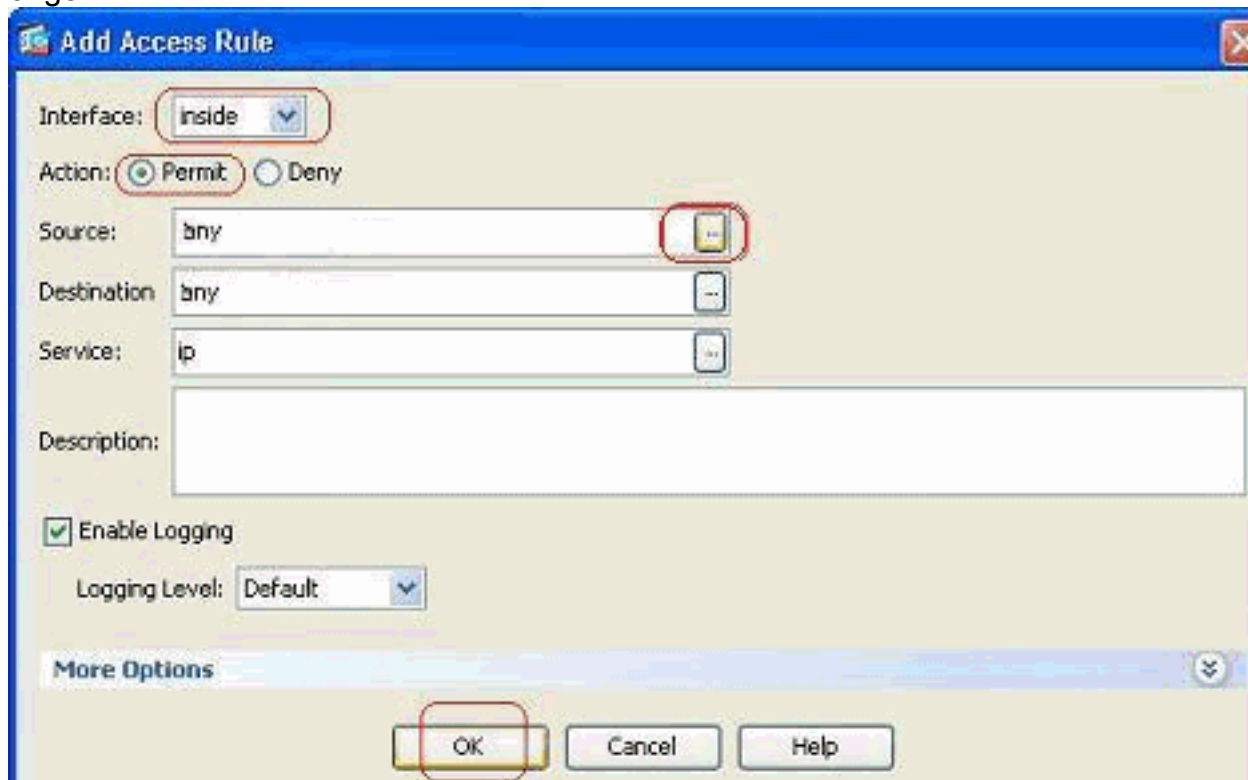 Add Access Rule
Interface: inside
Action: Permit Deny
Source: any ...
Destination any ...
Service: ip ...
Description:
Enable Logging
Logging Level: Default
More Options
OK Cancel Help